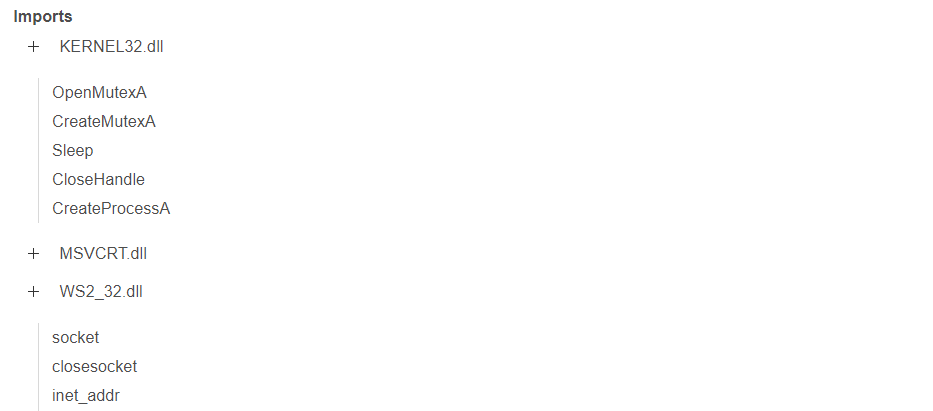 Imports
+ KERNEL32.dll
OpenMutexA
CreateMutexA
Sleep
CloseHandle
CreateProcessA
+ MSVCRT.dll
+ WS2_32.dll
socket
closesocket
inet_addr